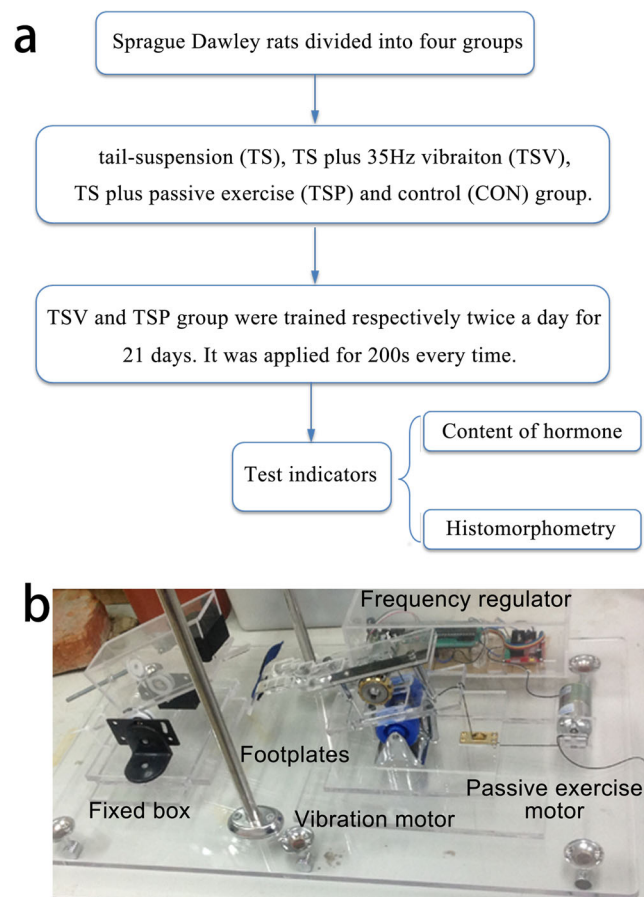 a
Sprague Dawley rats divided into four groups
tail-suspension (TS), TS plus 35Hz vibraiton (TSV),
TS plus passive exercise (TSP) and control (CON) group.
TSV and TSP group were trained respectively twice a day for
21 days. It was applied for 200s every time.
Test indicators
Content of hormone
Histomorphometry
b
Frequency regulator
Footplates
Fixed box
Vibration motor
Passive exercise
motor